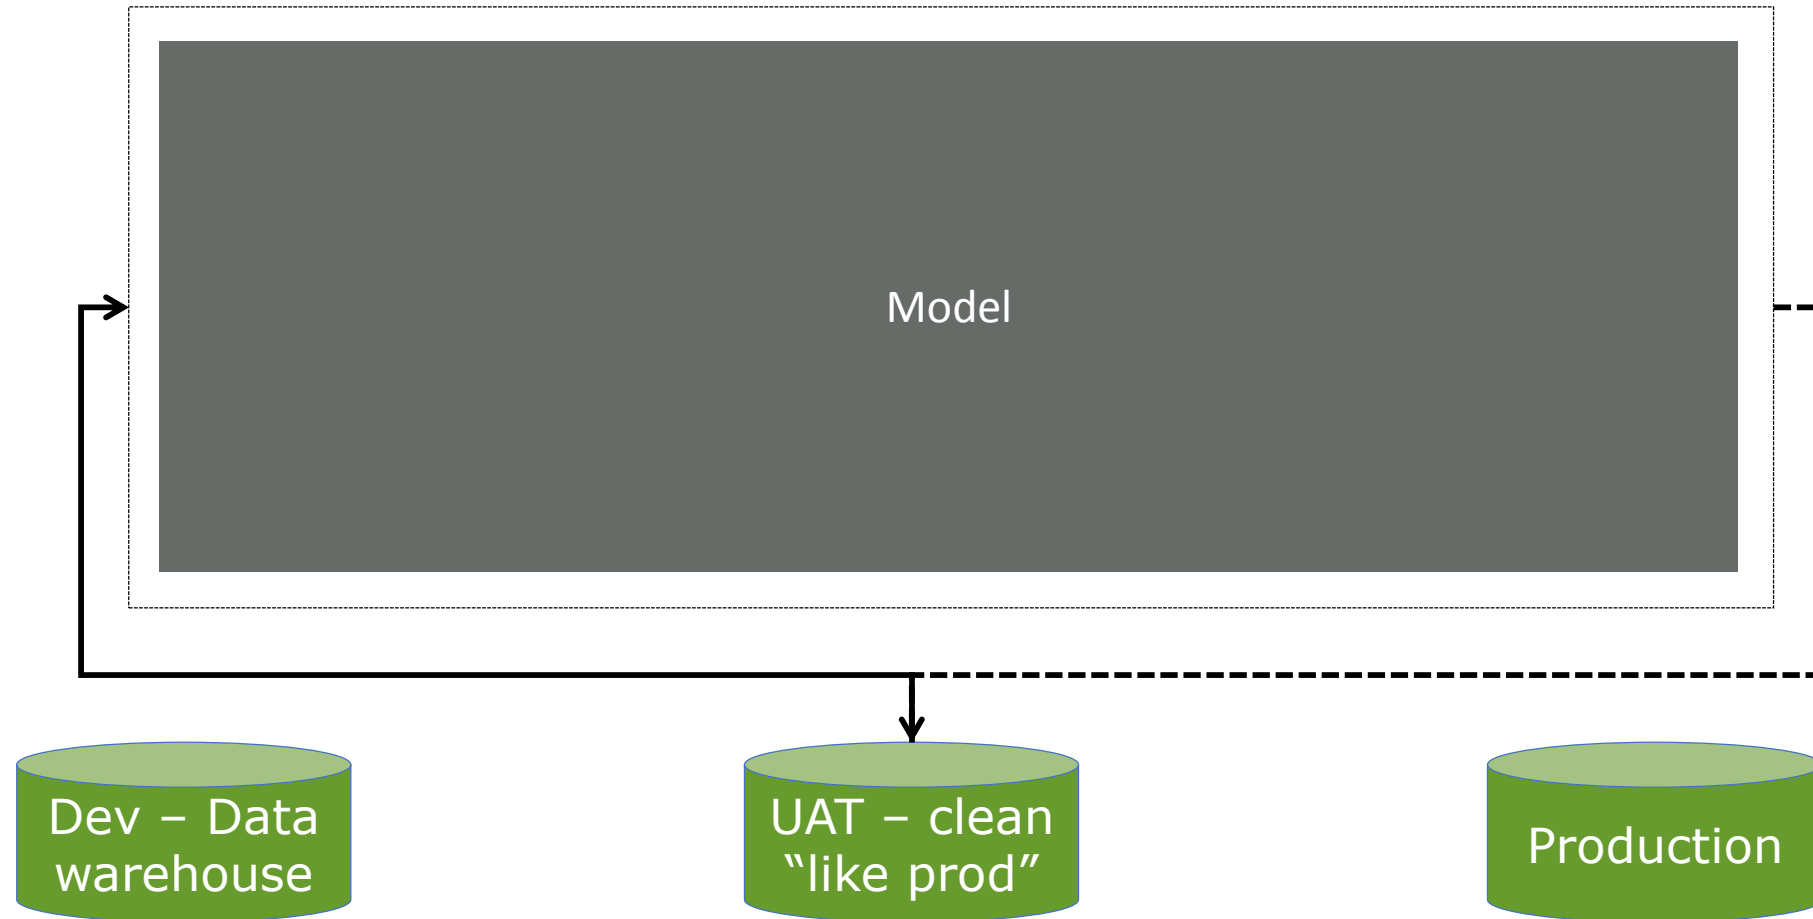 Model
Dev – Data
warehouse
UAT – clean
“like prod”
Production